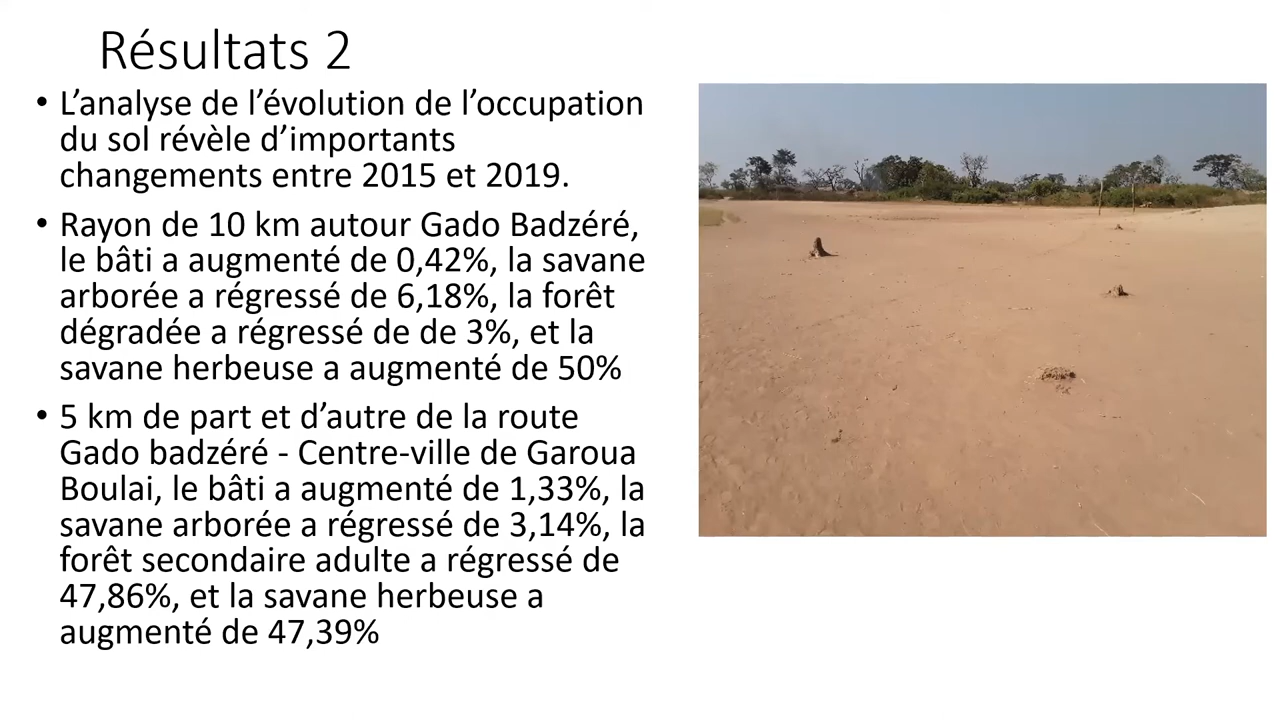 Résultats 2
• L’analyse de l’évolution de l’occupation
du sol révèle d’importants
changements entre 2015 et 2019.
• Rayon de 10 km autour Gado Badzéré,
le bâti a augmenté de 0,42%, la savane
arborée a régressé de 6,18%, la forêt
dégradée a régressé de de 3%, et la
savane herbeuse a augmenté de 50%
• 5 km de part et d’autre de la route
Gado badzéré - Centre-ville de Garoua
Boulai, le bâti a augmenté de 1,33%, la
savane arborée a régressé de 3,14%, la
forêt secondaire adulte a régressé de
47,86%, et la savane herbeuse a
augmenté de 47,39%